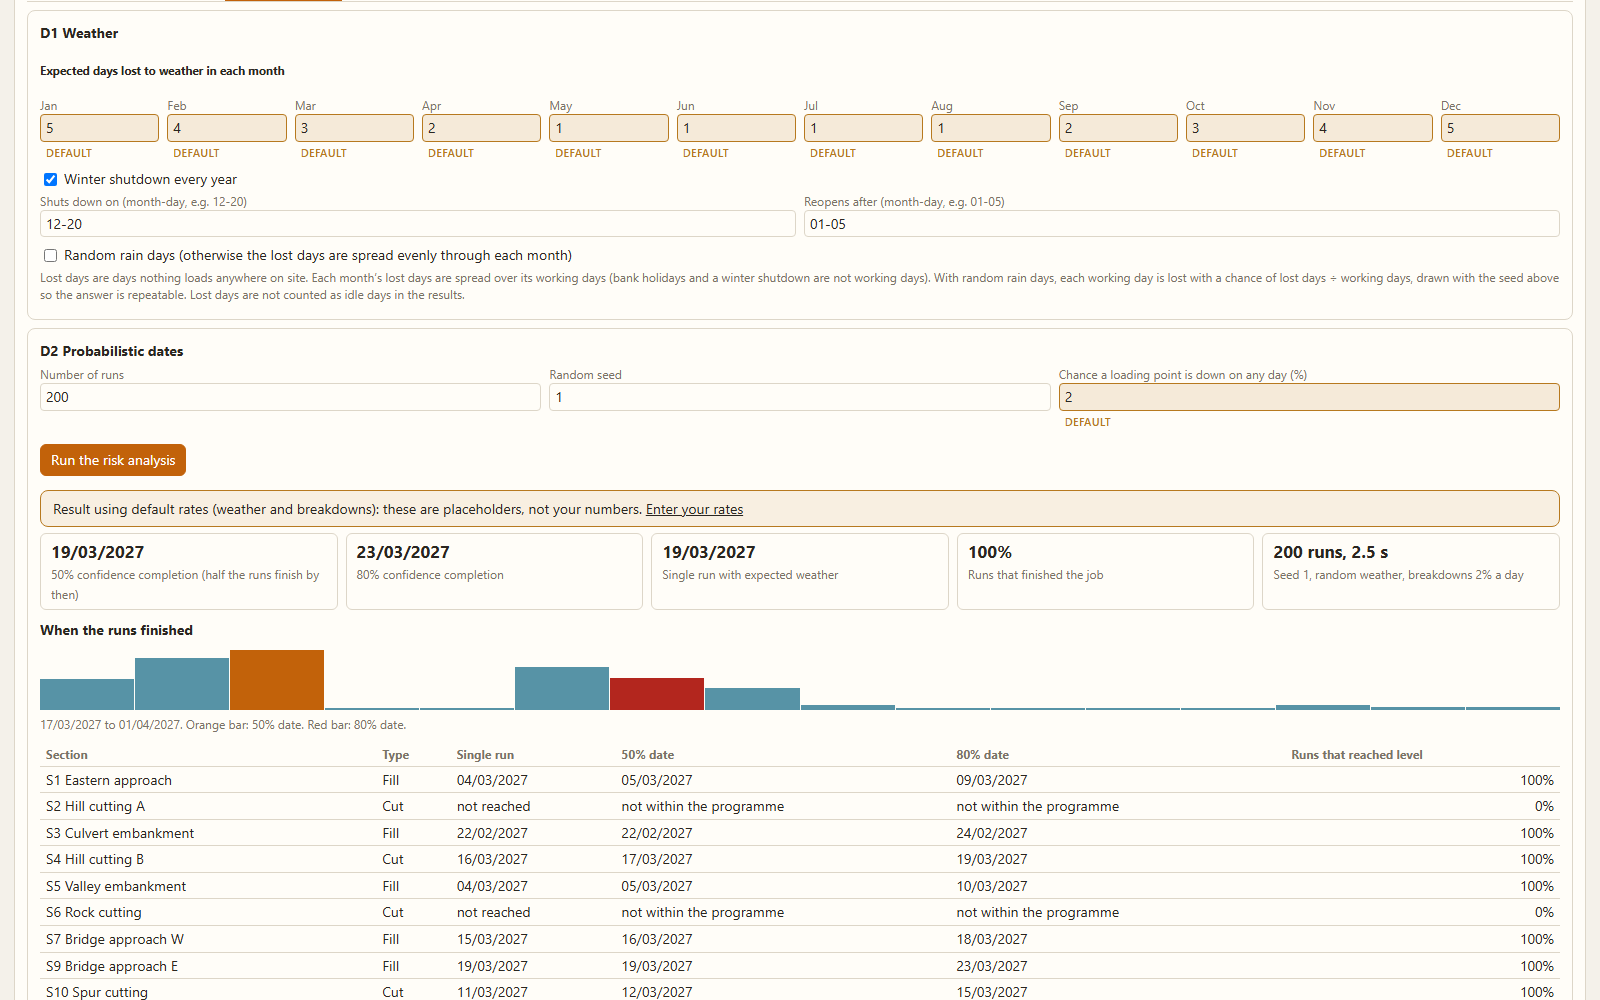 D1 Weather
Expected days lost to weather in each month
Jan Feb Mar Apr May Jun Jul Aug Sep Oct Nov Dec
5 4 3 2 1 1 1 1 2 3 4 5
DEFAULT DEFAULT DEFAULT DEFAULT DEFAULT DEFAULT DEFAULT DEFAULT DEFAULT DEFAULT DEFAULT DEFAULT
Winter shutdown every year
Shuts down on (month-day, e.g. 12-20) Reopens after (month-day, e.g. 01-05)
12-20 01-05
Random rain days (otherwise the lost days are spread evenly through each month)
Lost days are days nothing loads anywhere on site. Each month's lost days are spread over its working days (bank holidays and a winter shutdown are not working days). With random rain days, each working day is lost with a chance of lost days ÷ working days, drawn with the seed above
so the answer is repeatable. Lost days are not counted as idle days in the results.
D2 Probabilistic dates
Number of runs Random seed Chance a loading point is down on any day (%)
200 1 2
DEFAULT
Run the risk analysis
Result using default rates (weather and breakdowns): these are placeholders, not your numbers. Enter your rates
19/03/2027 23/03/2027 19/03/2027 100% 200 runs, 2.5 s
50% confidence completion (half the runs finish by 80% confidence completion Single run with expected weather Runs that finished the job Seed 1, random weather, breakdowns 2% a day
then)
When the runs finished
17/03/2027 to 01/04/2027. Orange bar: 50% date. Red bar: 80% date.
Section Type Single run 50% date 80% date Runs that reached level
S1 Eastern approach Fill 04/03/2027 05/03/2027 09/03/2027 100%
S2 Hill cutting A Cut not reached not within the programme not within the programme 0%
S3 Culvert embankment Fill 22/02/2027 22/02/2027 24/02/2027 100%
S4 Hill cutting B Cut 16/03/2027 17/03/2027 19/03/2027 100%
S5 Valley embankment Fill 04/03/2027 05/03/2027 10/03/2027 100%
S6 Rock cutting Cut not reached not within the programme not within the programme 0%
S7 Bridge approach W Fill 15/03/2027 16/03/2027 18/03/2027 100%
S9 Bridge approach E Fill 19/03/2027 19/03/2027 23/03/2027 100%
S10 Spur cutting Cut 11/03/2027 12/03/2027 15/03/2027 100%